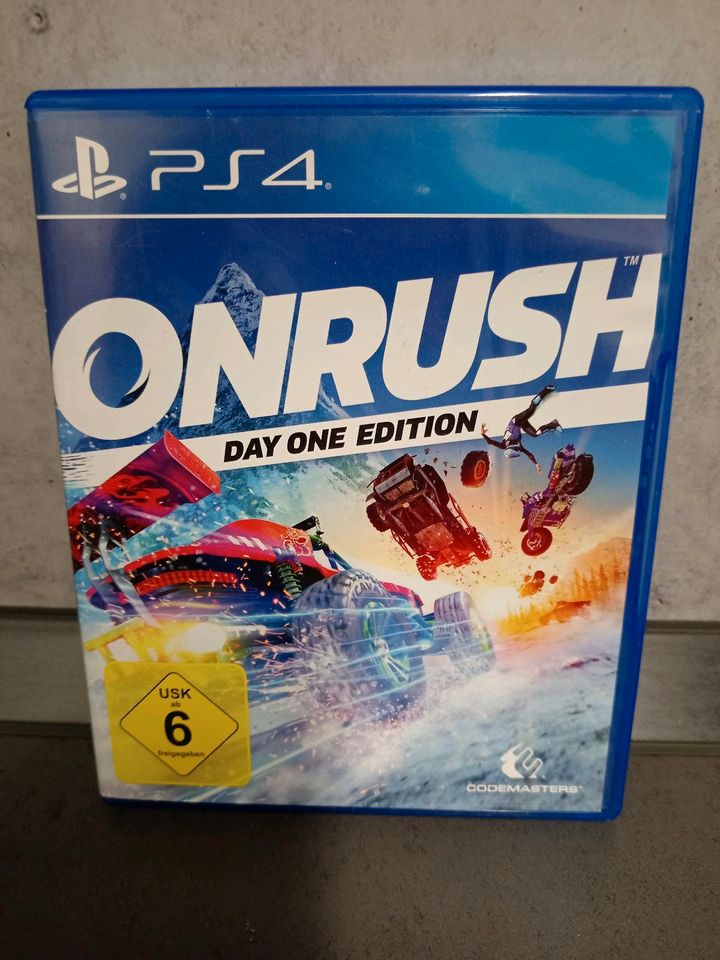 PS4
ONRUSH™
DAY ONE EDITION
USK
ab
6
freigegeben
CODEMASTERS®